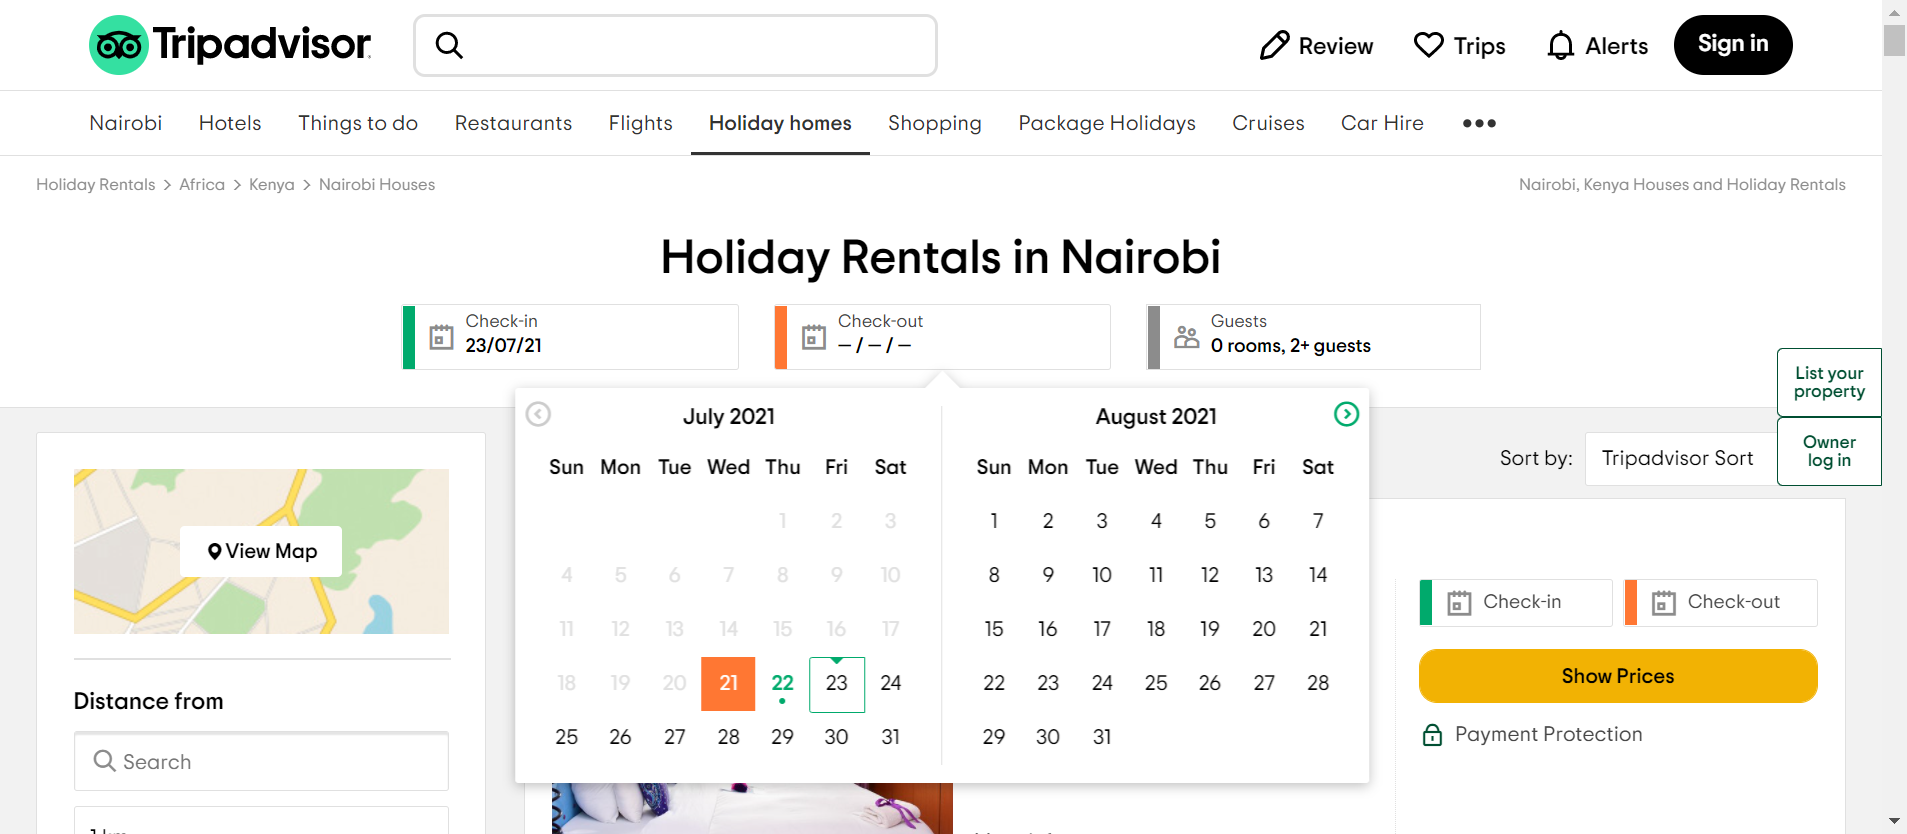 Tripadvisor
Review
Trips
Alerts
Sign in
Nairobi
Hotels
Things to do
Restaurants
Flights
Holiday homes
Shopping
Package Holidays
Cruises
Car Hire
Holiday Rentals > Africa > Kenya > Nairobi Houses
Nairobi, Kenya Houses and Holiday Rentals
Holiday Rentals in Nairobi
Check-in
23/07/21
Check-out
– / – / –
Guests
0 rooms, 2+ guests
List your
property
Owner
log in
July 2021
Sun Mon Tue Wed Thu Fri Sat
1 2 3
4 5 6 7 8 9 10
11 12 13 14 15 16 17
18 19 20 21 22 23 24
25 26 27 28 29 30 31
August 2021
Sun Mon Tue Wed Thu Fri Sat
1 2 3 4 5 6 7
8 9 10 11 12 13 14
15 16 17 18 19 20 21
22 23 24 25 26 27 28
29 30 31
Sort by:
Tripadvisor Sort
View Map
Distance from
Search
Check-in
Check-out
Show Prices
Payment Protection